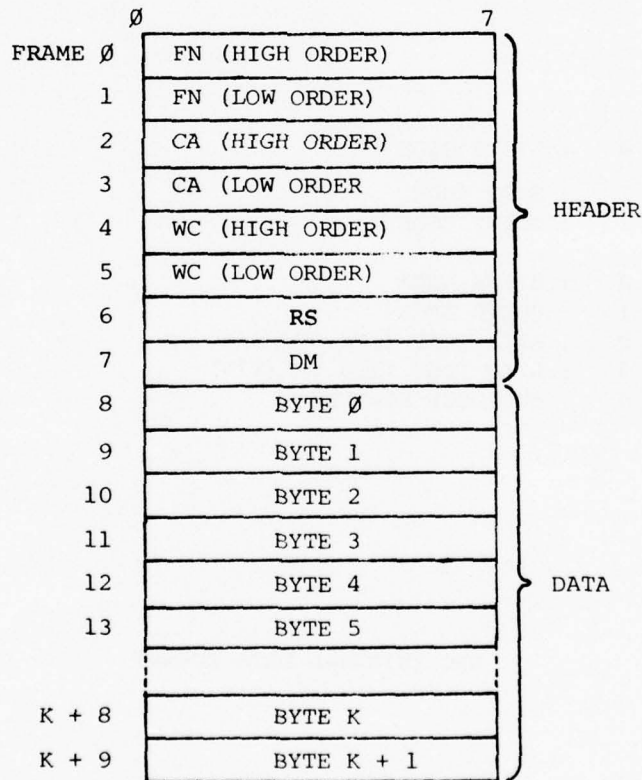 Ø 7
FRAME Ø FN (HIGH ORDER)
1 FN (LOW ORDER)
2 CA (HIGH ORDER)
3 CA (LOW ORDER
HEADER
4 WC (HIGH ORDER)
5 WC (LOW ORDER)
6 RS
7 DM
8 BYTE Ø
9 BYTE 1
10 BYTE 2
11 BYTE 3
12 BYTE 4 DATA
13 BYTE 5
K + 8 BYTE K
K + 9 BYTE K + 1